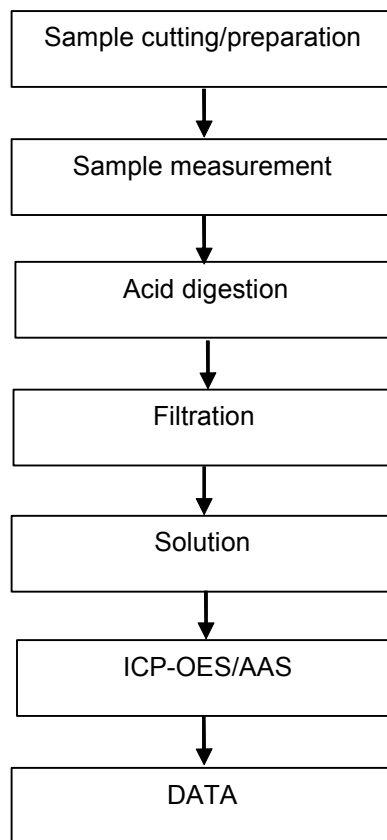 Sample cutting/preparation
Sample measurement
Acid digestion
Filtration
Solution
ICP-OES/AAS
DATA